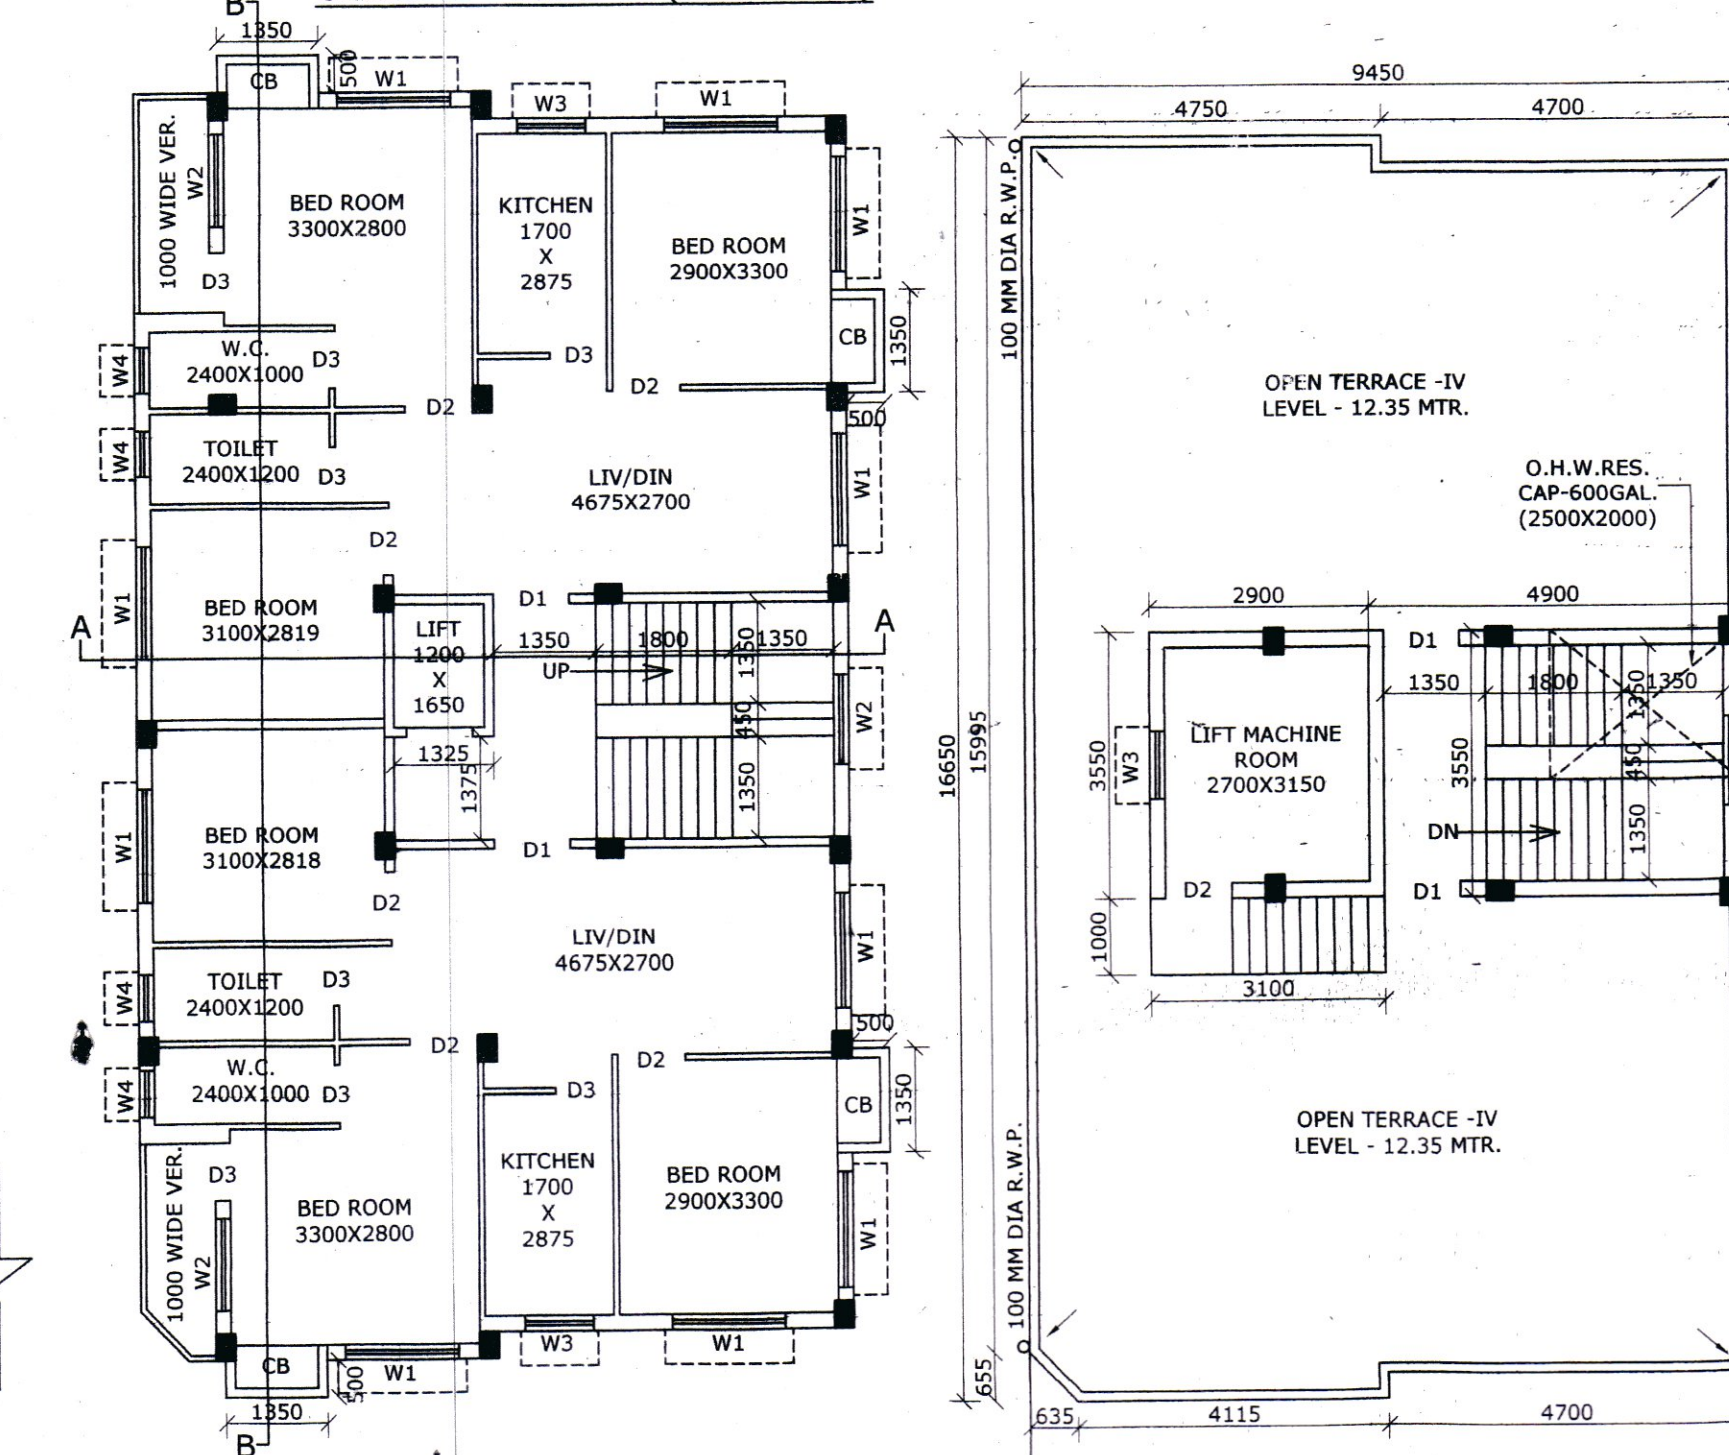 B
1350
500
CB
W1
W3
W1
1000 WIDE VER.
W2
BED ROOM
3300X2800
KITCHEN
1700
X
2875
BED ROOM
2900X3300
W1
D3
CB
1350
W.C.
2400X1000
D3
D3
W4
D2
D2
500
W4
TOILET
2400X1200
D3
LIV/DIN
4675X2700
W1
D2
W1
BED ROOM
3100X2819
LIFT
1200
X
1650
D1
A
A
1350
1800
1350
1350
UP
450
W2
1325
1375
1350
W1
BED ROOM
3100X2818
D1
D2
LIV/DIN
4675X2700
W1
W4
TOILET
2400X1200
D3
500
D2
D2
W4
W.C.
2400X1000
D3
D3
CB
1350
1000 WIDE VER.
D3
W2
BED ROOM
3300X2800
KITCHEN
1700
X
2875
BED ROOM
2900X3300
W1
CB
W1
500
W3
W1
1350
B
9450
4750
4700
100 MM DIA R.W.P.
OPEN TERRACE -IV
LEVEL - 12.35 MTR.
O.H.W.RES.
CAP-600GAL.
(2500X2000)
2900
4900
D1
1350
1800
1350
1350
16650
15995
3550
W3
LIFT MACHINE
ROOM
2700X3150
3550
450
DN
1350
D2
D1
1000
3100
OPEN TERRACE -IV
LEVEL - 12.35 MTR.
100 MM DIA R.W.P.
655
635
4115
4700